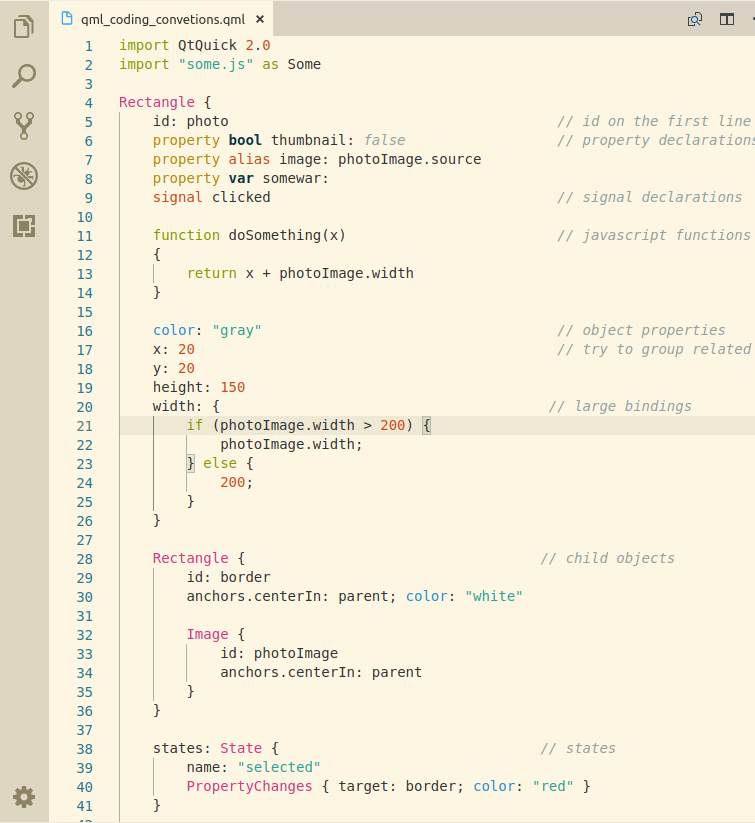 qml_coding_convetions.qml ×
1 import QtQuick 2.0
2 import "some.js" as Some
3
4 Rectangle {
5 id: photo // id on the first line
6 property bool thumbnail: false // property declarations
7 property alias image: photoImage.source
8 property var somewar:
9 signal clicked // signal declarations
10
11 function doSomething(x) // javascript functions
12 {
13 return x + photoImage.width
14 }
15
16 color: "gray" // object properties
17 x: 20 // try to group related
18 y: 20
19 height: 150
20 width: { // large bindings
21 if (photoImage.width > 200) {
22 photoImage.width;
23 } else {
24 200;
25 }
26 }
27
28 Rectangle { // child objects
29 id: border
30 anchors.centerIn: parent; color: "white"
31
32 Image {
33 id: photoImage
34 anchors.centerIn: parent
35 }
36 }
37
38 states: State { // states
39 name: "selected"
40 PropertyChanges { target: border; color: "red" }
41 }